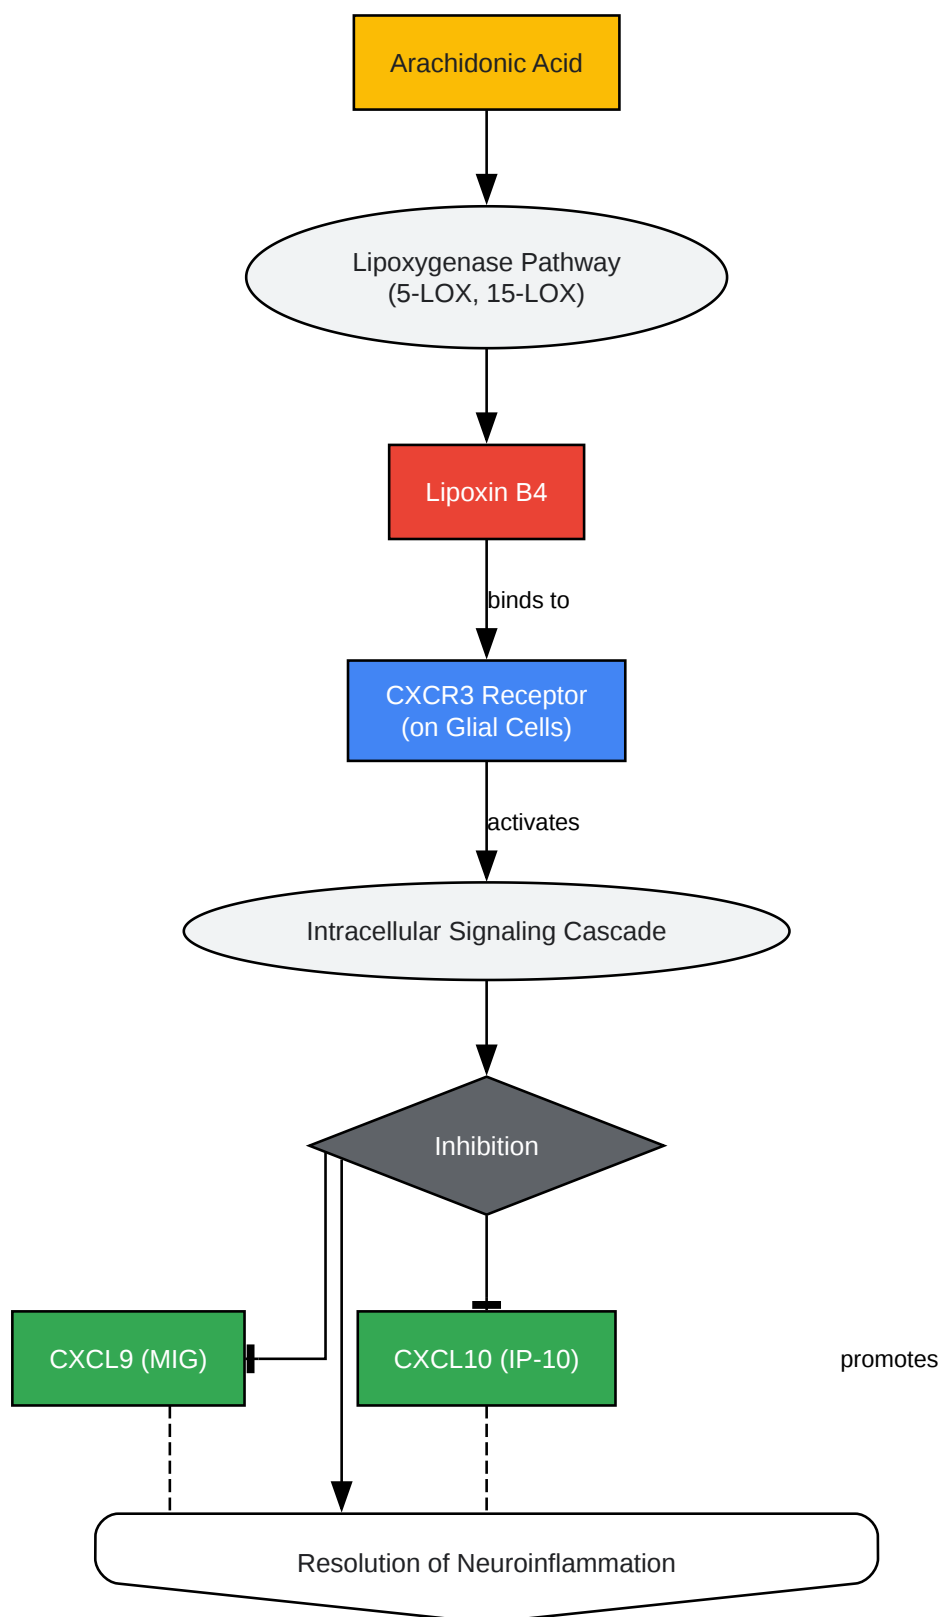 Arachidonic Acid
Lipoxygenase Pathway
(5-LOX, 15-LOX)
Lipoxin B4
binds to
CXCR3 Receptor
(on Glial Cells)
activates
Intracellular Signaling Cascade
Inhibition
CXCL9 (MIG)
CXCL10 (IP-10)
promotes
Resolution of Neuroinflammation